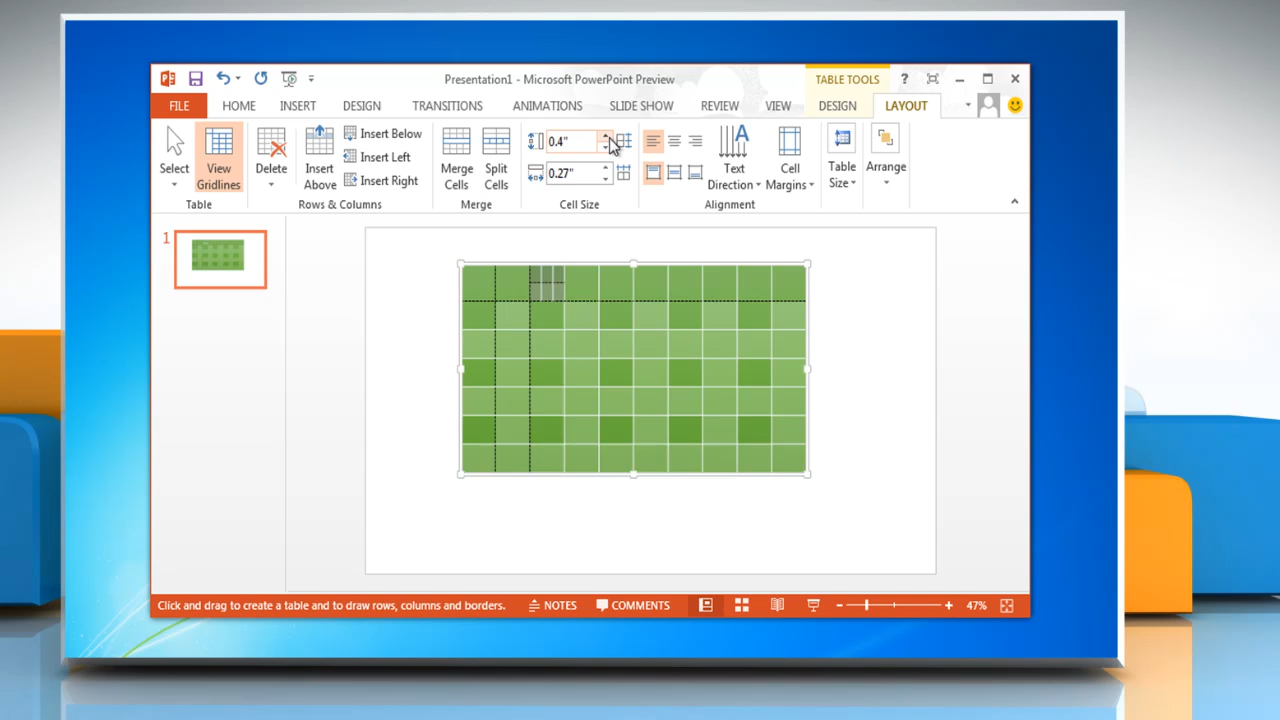 Presentation1 - Microsoft PowerPoint Preview
TABLE TOOLS
?
FILE
HOME
INSERT
DESIGN
TRANSITIONS
ANIMATIONS
SLIDE SHOW
REVIEW
VIEW
DESIGN
LAYOUT
Select
View
Gridlines
Table
Delete
Insert
Above
Insert Below
Insert Left
Insert Right
Rows & Columns
Merge
Cells
Split
Cells
Merge
0.4"
0.27"
Cell Size
Text
Direction
Cell
Margins
Alignment
Table
Size
Arrange
1
Click and drag to create a table and to draw rows, columns and borders.
NOTES
COMMENTS
47%